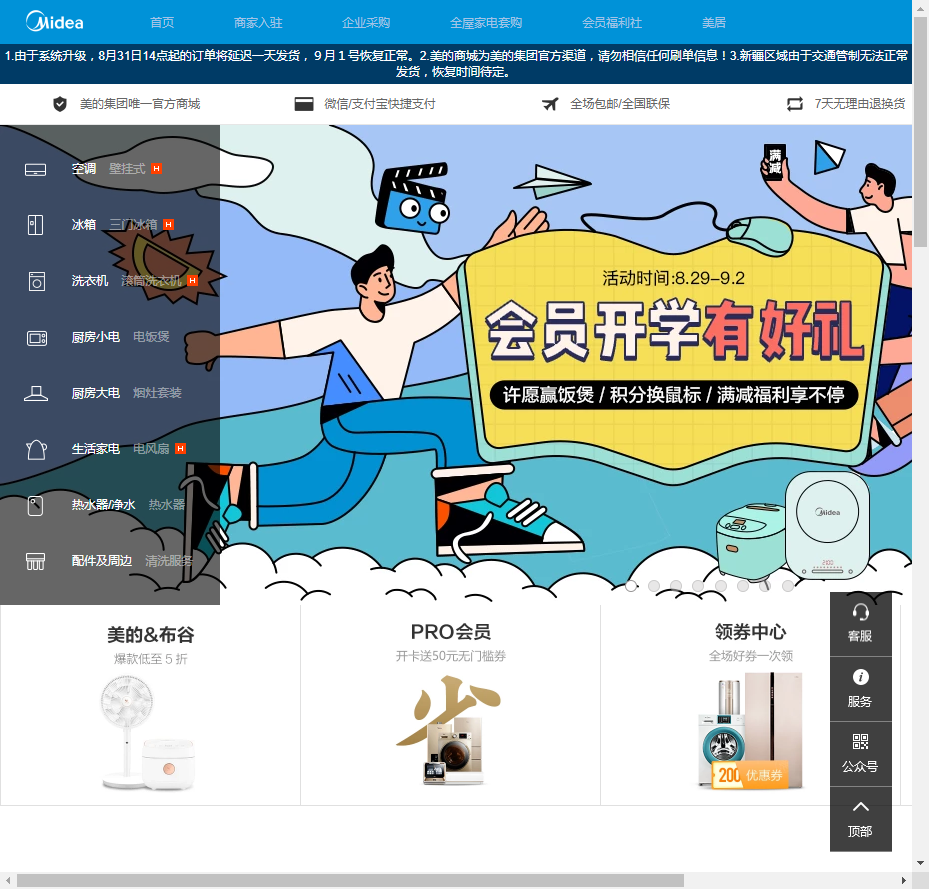 Midea 首页 商家入驻 企业采购 全屋家电套购 会员福利社 美居
1.由于系统升级，8月31日14点起的订单将延迟一天发货，９月１号恢复正常。2.美的商城为美的集团官方渠道，请勿相信任何刷单信息！3.新疆区域由于交通管制无法正常
发货，恢复时间待定。
美的集团唯一官方商城 微信/支付宝快捷支付 全场包邮/全国联保 7天无理由退换货
空调 壁挂式 H
冰箱 三门冰箱 H
洗衣机 滚筒洗衣机 H
厨房小电 电饭煲
厨房大电 烟灶套装
生活家电 电风扇 H
热水器/净水 热水器
配件及周边 清洗服务
满减
活动时间:8.29-9.2
会员开学有好礼
许愿赢饭煲 / 积分换鼠标 / 满减福利享不停
Midea
美的&布谷
爆款低至５折
PRO会员
开卡送50元无门槛券
少
领券中心
全场好券一次领
200 优惠券
客服
服务
公众号
顶部